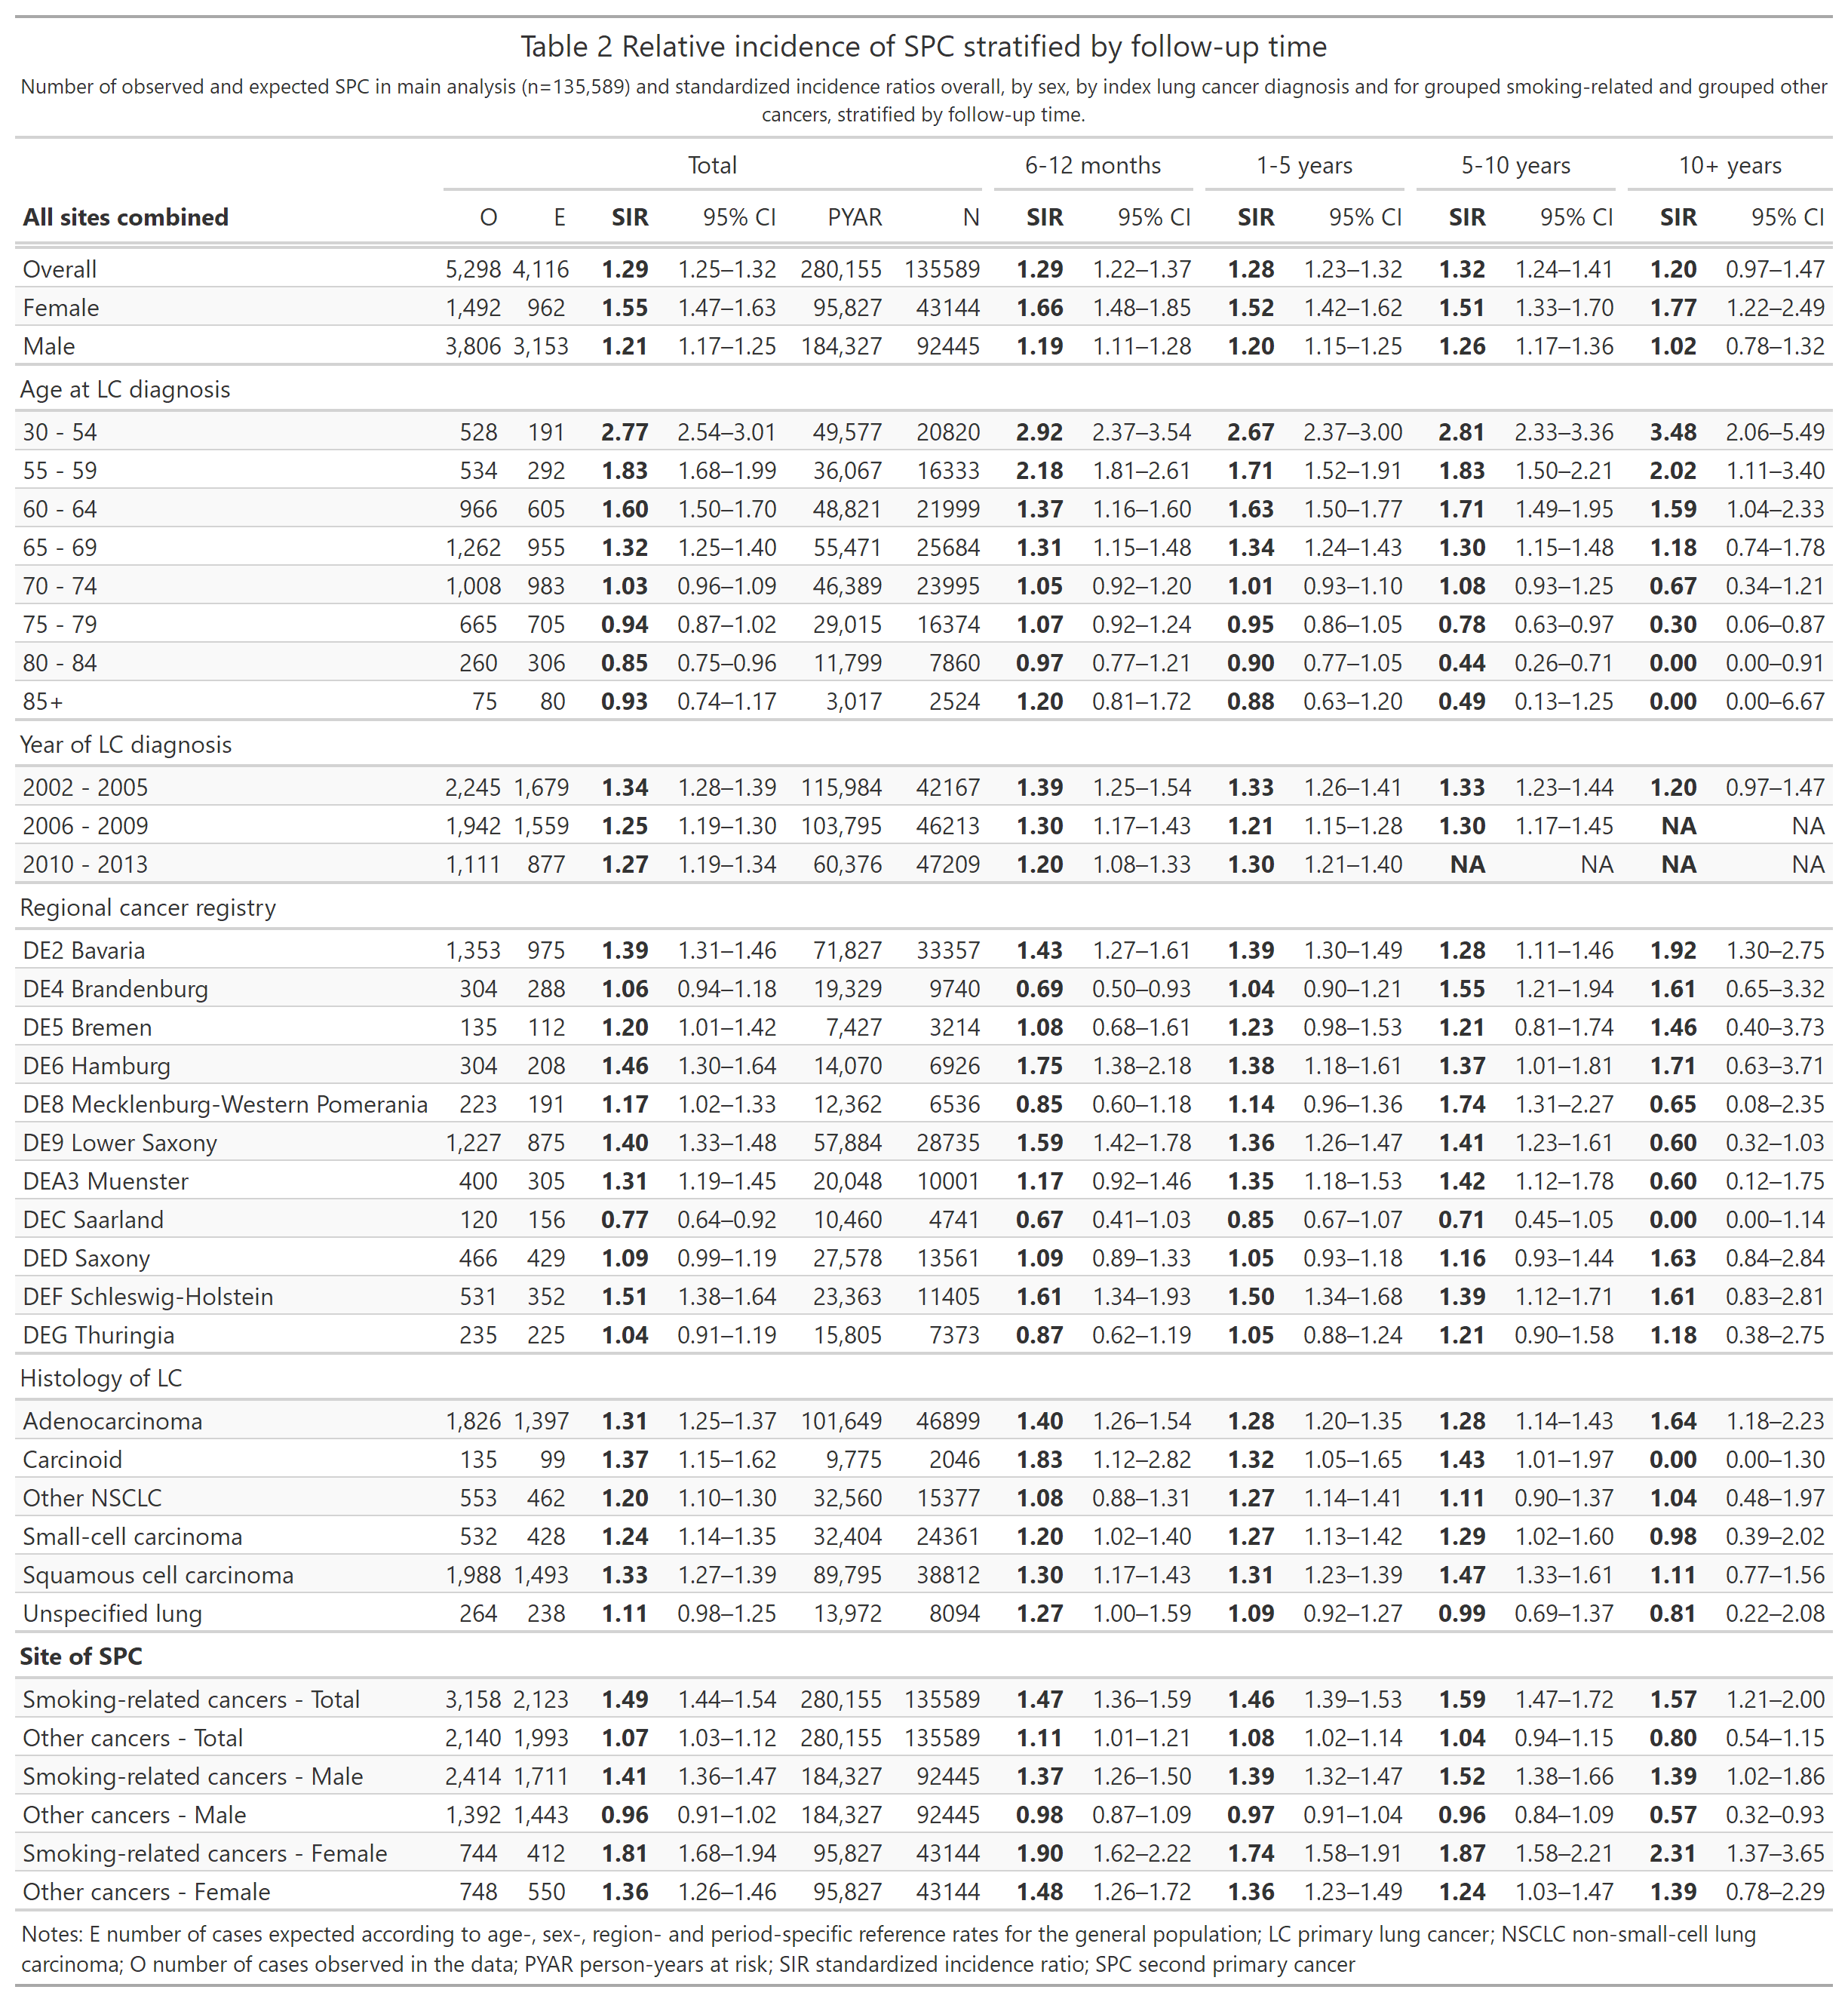 Table 2 Relative incidence of SPC stratified by follow-up time
Number of observed and expected SPC in main analysis (n=135,589) and standardized incidence ratios overall, by sex, by index lung cancer diagnosis and for grouped smoking-related and grouped other
cancers, stratified by follow-up time.
Total 6-12 months 1-5 years 5-10 years 10+ years
All sites combined O E SIR 95% CI PYAR N SIR 95% CI SIR 95% CI SIR 95% CI SIR 95% CI
Overall 5,298 4,116 1.29 1.25–1.32 280,155 135589 1.29 1.22–1.37 1.28 1.23–1.32 1.32 1.24–1.41 1.20 0.97–1.47
Female 1,492 962 1.55 1.47–1.63 95,827 43144 1.66 1.48–1.85 1.52 1.42–1.62 1.51 1.33–1.70 1.77 1.22–2.49
Male 3,806 3,153 1.21 1.17–1.25 184,327 92445 1.19 1.11–1.28 1.20 1.15–1.25 1.26 1.17–1.36 1.02 0.78–1.32
Age at LC diagnosis
30 - 54 528 191 2.77 2.54–3.01 49,577 20820 2.92 2.37–3.54 2.67 2.37–3.00 2.81 2.33–3.36 3.48 2.06–5.49
55 - 59 534 292 1.83 1.68–1.99 36,067 16333 2.18 1.81–2.61 1.71 1.52–1.91 1.83 1.50–2.21 2.02 1.11–3.40
60 - 64 966 605 1.60 1.50–1.70 48,821 21999 1.37 1.16–1.60 1.63 1.50–1.77 1.71 1.49–1.95 1.59 1.04–2.33
65 - 69 1,262 955 1.32 1.25–1.40 55,471 25684 1.31 1.15–1.48 1.34 1.24–1.43 1.30 1.15–1.48 1.18 0.74–1.78
70 - 74 1,008 983 1.03 0.96–1.09 46,389 23995 1.05 0.92–1.20 1.01 0.93–1.10 1.08 0.93–1.25 0.67 0.34–1.21
75 - 79 665 705 0.94 0.87–1.02 29,015 16374 1.07 0.92–1.24 0.95 0.86–1.05 0.78 0.63–0.97 0.30 0.06–0.87
80 - 84 260 306 0.85 0.75–0.96 11,799 7860 0.97 0.77–1.21 0.90 0.77–1.05 0.44 0.26–0.71 0.00 0.00–0.91
85+ 75 80 0.93 0.74–1.17 3,017 2524 1.20 0.81–1.72 0.88 0.63–1.20 0.49 0.13–1.25 0.00 0.00–6.67
Year of LC diagnosis
2002 - 2005 2,245 1,679 1.34 1.28–1.39 115,984 42167 1.39 1.25–1.54 1.33 1.26–1.41 1.33 1.23–1.44 1.20 0.97–1.47
2006 - 2009 1,942 1,559 1.25 1.19–1.30 103,795 46213 1.30 1.17–1.43 1.21 1.15–1.28 1.30 1.17–1.45 NA NA
2010 - 2013 1,111 877 1.27 1.19–1.34 60,376 47209 1.20 1.08–1.33 1.30 1.21–1.40 NA NA NA NA
Regional cancer registry
DE2 Bavaria 1,353 975 1.39 1.31–1.46 71,827 33357 1.43 1.27–1.61 1.39 1.30–1.49 1.28 1.11–1.46 1.92 1.30–2.75
DE4 Brandenburg 304 288 1.06 0.94–1.18 19,329 9740 0.69 0.50–0.93 1.04 0.90–1.21 1.55 1.21–1.94 1.61 0.65–3.32
DE5 Bremen 135 112 1.20 1.01–1.42 7,427 3214 1.08 0.68–1.61 1.23 0.98–1.53 1.21 0.81–1.74 1.46 0.40–3.73
DE6 Hamburg 304 208 1.46 1.30–1.64 14,070 6926 1.75 1.38–2.18 1.38 1.18–1.61 1.37 1.01–1.81 1.71 0.63–3.71
DE8 Mecklenburg-Western Pomerania 223 191 1.17 1.02–1.33 12,362 6536 0.85 0.60–1.18 1.14 0.96–1.36 1.74 1.31–2.27 0.65 0.08–2.35
DE9 Lower Saxony 1,227 875 1.40 1.33–1.48 57,884 28735 1.59 1.42–1.78 1.36 1.26–1.47 1.41 1.23–1.61 0.60 0.32–1.03
DEA3 Muenster 400 305 1.31 1.19–1.45 20,048 10001 1.17 0.92–1.46 1.35 1.18–1.53 1.42 1.12–1.78 0.60 0.12–1.75
DEC Saarland 120 156 0.77 0.64–0.92 10,460 4741 0.67 0.41–1.03 0.85 0.67–1.07 0.71 0.45–1.05 0.00 0.00–1.14
DED Saxony 466 429 1.09 0.99–1.19 27,578 13561 1.09 0.89–1.33 1.05 0.93–1.18 1.16 0.93–1.44 1.63 0.84–2.84
DEF Schleswig-Holstein 531 352 1.51 1.38–1.64 23,363 11405 1.61 1.34–1.93 1.50 1.34–1.68 1.39 1.12–1.71 1.61 0.83–2.81
DEG Thuringia 235 225 1.04 0.91–1.19 15,805 7373 0.87 0.62–1.19 1.05 0.88–1.24 1.21 0.90–1.58 1.18 0.38–2.75
Histology of LC
Adenocarcinoma 1,826 1,397 1.31 1.25–1.37 101,649 46899 1.40 1.26–1.54 1.28 1.20–1.35 1.28 1.14–1.43 1.64 1.18–2.23
Carcinoid 135 99 1.37 1.15–1.62 9,775 2046 1.83 1.12–2.82 1.32 1.05–1.65 1.43 1.01–1.97 0.00 0.00–1.30
Other NSCLC 553 462 1.20 1.10–1.30 32,560 15377 1.08 0.88–1.31 1.27 1.14–1.41 1.11 0.90–1.37 1.04 0.48–1.97
Small-cell carcinoma 532 428 1.24 1.14–1.35 32,404 24361 1.20 1.02–1.40 1.27 1.13–1.42 1.29 1.02–1.60 0.98 0.39–2.02
Squamous cell carcinoma 1,988 1,493 1.33 1.27–1.39 89,795 38812 1.30 1.17–1.43 1.31 1.23–1.39 1.47 1.33–1.61 1.11 0.77–1.56
Unspecified lung 264 238 1.11 0.98–1.25 13,972 8094 1.27 1.00–1.59 1.09 0.92–1.27 0.99 0.69–1.37 0.81 0.22–2.08
Site of SPC
Smoking-related cancers - Total 3,158 2,123 1.49 1.44–1.54 280,155 135589 1.47 1.36–1.59 1.46 1.39–1.53 1.59 1.47–1.72 1.57 1.21–2.00
Other cancers - Total 2,140 1,993 1.07 1.03–1.12 280,155 135589 1.11 1.01–1.21 1.08 1.02–1.14 1.04 0.94–1.15 0.80 0.54–1.15
Smoking-related cancers - Male 2,414 1,711 1.41 1.36–1.47 184,327 92445 1.37 1.26–1.50 1.39 1.32–1.47 1.52 1.38–1.66 1.39 1.02–1.86
Other cancers - Male 1,392 1,443 0.96 0.91–1.02 184,327 92445 0.98 0.87–1.09 0.97 0.91–1.04 0.96 0.84–1.09 0.57 0.32–0.93
Smoking-related cancers - Female 744 412 1.81 1.68–1.94 95,827 43144 1.90 1.62–2.22 1.74 1.58–1.91 1.87 1.58–2.21 2.31 1.37–3.65
Other cancers - Female 748 550 1.36 1.26–1.46 95,827 43144 1.48 1.26–1.72 1.36 1.23–1.49 1.24 1.03–1.47 1.39 0.78–2.29
Notes: E number of cases expected according to age-, sex-, region- and period-specific reference rates for the general population; LC primary lung cancer; NSCLC non-small-cell lung
carcinoma; O number of cases observed in the data; PYAR person-years at risk; SIR standardized incidence ratio; SPC second primary cancer